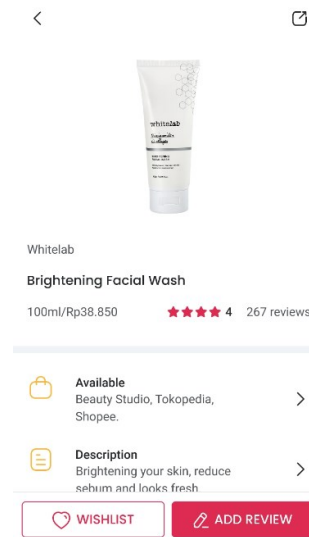 whitelab
Whitelab
Brightening Facial Wash
100ml/Rp38.850 4 267 reviews
Available
Beauty Studio, Tokopedia,
Shopee.
Description
Brightening your skin, reduce
sebum and looks fresh
WISHLIST
ADD REVIEW